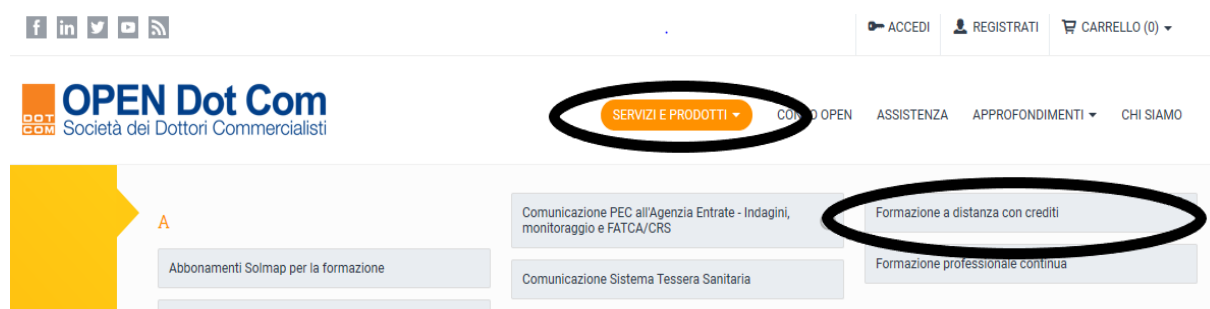 ACCEDI REGISTRATI CARRELLO (0)
DOT COM
OPEN Dot Com
Società dei Dottori Commercialisti
SERVIZI E PRODOTTI OPEN ASSISTENZA APPROFONDIMENTI CHI SIAMO
A
Abbonamenti Solmap per la formazione
Comunicazione PEC all'Agenzia Entrate - Indagini,
monitoraggio e FATCA/CRS
Comunicazione Sistema Tessera Sanitaria
Formazione a distanza con crediti
Formazione professionale continua